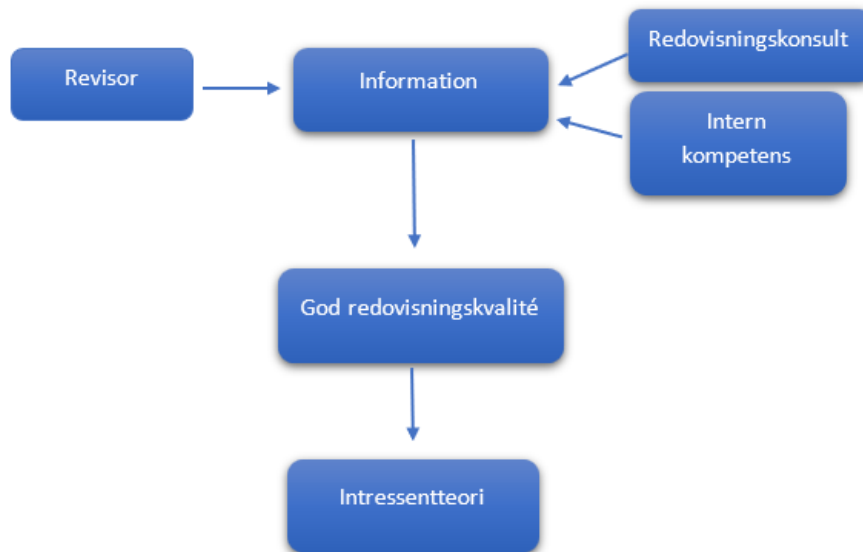 Revisor
Information
Redovisningskonsult
Intern
kompetens
God redovisningskvalité
Intressentteori